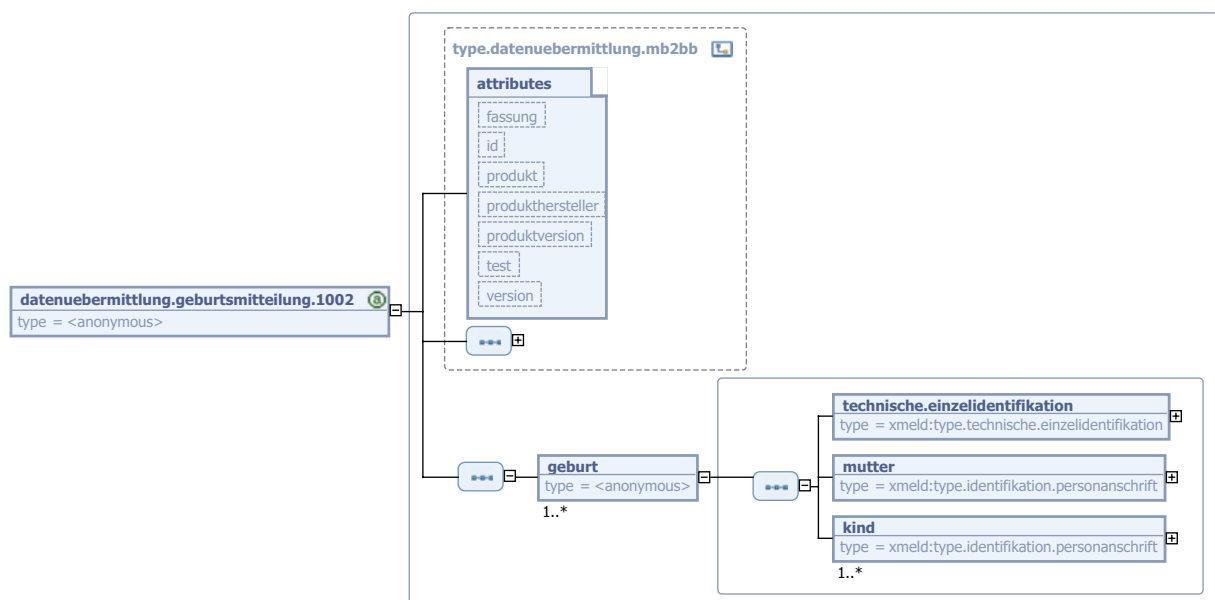 type.datenuebermittlung.mb2bb
attributes
fassung
id
produkt
produkthersteller
produktversion
test
version
datenuebermittlung.geburtsmitteilung.1002 a
type = <anonymous>
technische.einzelidentifikation
type = xmeld:type.technische.einzelidentifikation
geburt
type = <anonymous>
1..*
mutter
type = xmeld:type.identifikation.personanschrift
kind
type = xmeld:type.identifikation.personanschrift
1..*